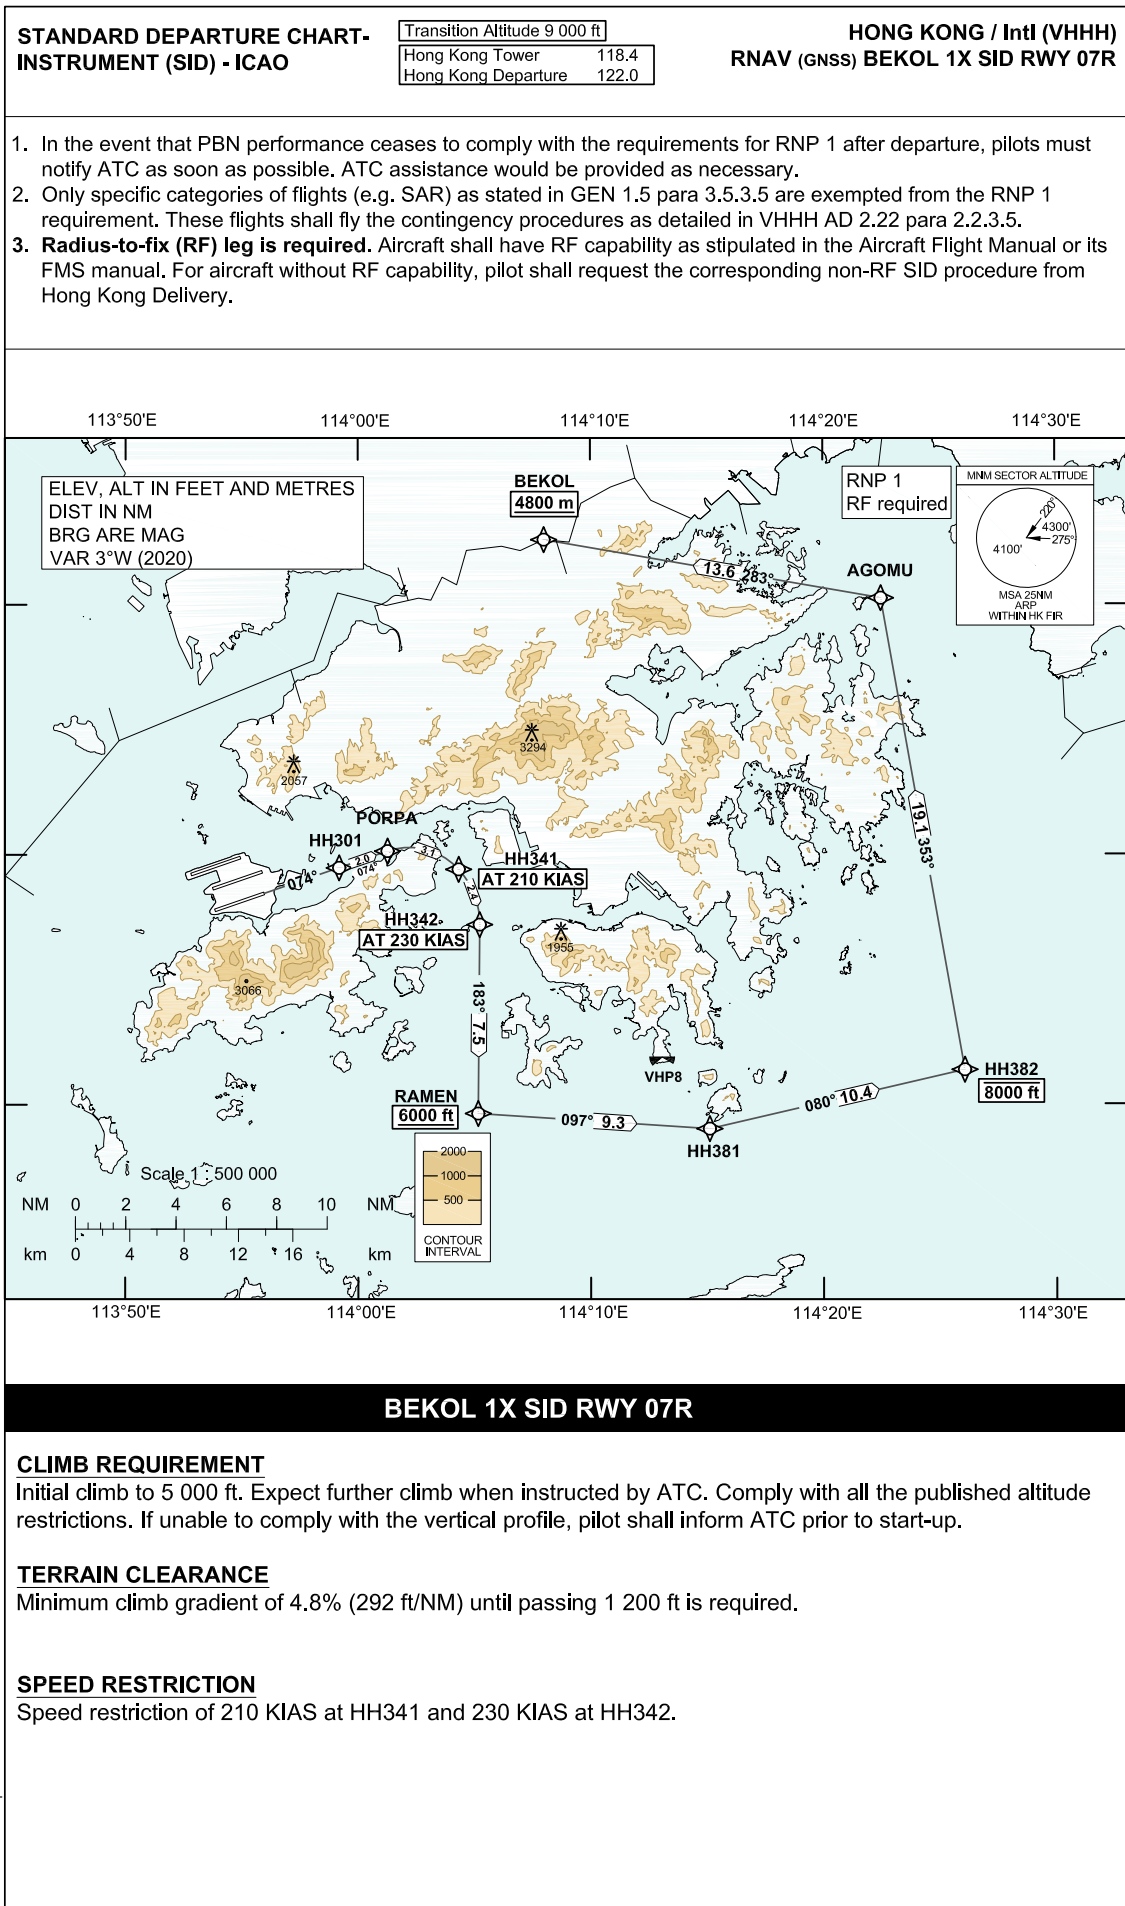 STANDARD DEPARTURE CHART-
INSTRUMENT (SID) - ICAO
Transition Altitude 9 000 ft
Hong Kong Tower 118.4
Hong Kong Departure 122.0
HONG KONG / Intl (VHHH)
RNAV (GNSS) BEKOL 1X SID RWY 07R
1. In the event that PBN performance ceases to comply with the requirements for RNP 1 after departure, pilots must
notify ATC as soon as possible. ATC assistance would be provided as necessary.
2. Only specific categories of flights (e.g. SAR) as stated in GEN 1.5 para 3.5.3.5 are exempted from the RNP 1
requirement. These flights shall fly the contingency procedures as detailed in VHHH AD 2.22 para 2.2.3.5.
3. Radius-to-fix (RF) leg is required. Aircraft shall have RF capability as stipulated in the Aircraft Flight Manual or its
FMS manual. For aircraft without RF capability, pilot shall request the corresponding non-RF SID procedure from
Hong Kong Delivery.
113°50'E 114°00'E 114°10'E 114°20'E 114°30'E
ELEV, ALT IN FEET AND METRES
DIST IN NM
BRG ARE MAG
VAR 3°W (2020)
BEKOL
4800 m
RNP 1
RF required
MNM SECTOR ALTITUDE
220°
4300'
275°
4100'
MSA 25NM
ARP
WITHIN HK FIR
13.6 283°
AGOMU
3294
2057
19.1 353°
PORPA
HH301
074°
2.0
074°
3.1
HH341
AT 210 KIAS
2.4
HH342
AT 230 KIAS
1955
3066
183° 7.5
VHP8
RAMEN
6000 ft
097° 9.3
HH381
080° 10.4
HH382
8000 ft
2000
1000
500
CONTOUR
INTERVAL
Scale 1 : 500 000
NM 0 2 4 6 8 10 NM
km 0 4 8 12 16 km
113°50'E 114°00'E 114°10'E 114°20'E 114°30'E
BEKOL 1X SID RWY 07R
CLIMB REQUIREMENT
Initial climb to 5 000 ft. Expect further climb when instructed by ATC. Comply with all the published altitude
restrictions. If unable to comply with the vertical profile, pilot shall inform ATC prior to start-up.
TERRAIN CLEARANCE
Minimum climb gradient of 4.8% (292 ft/NM) until passing 1 200 ft is required.
SPEED RESTRICTION
Speed restriction of 210 KIAS at HH341 and 230 KIAS at HH342.